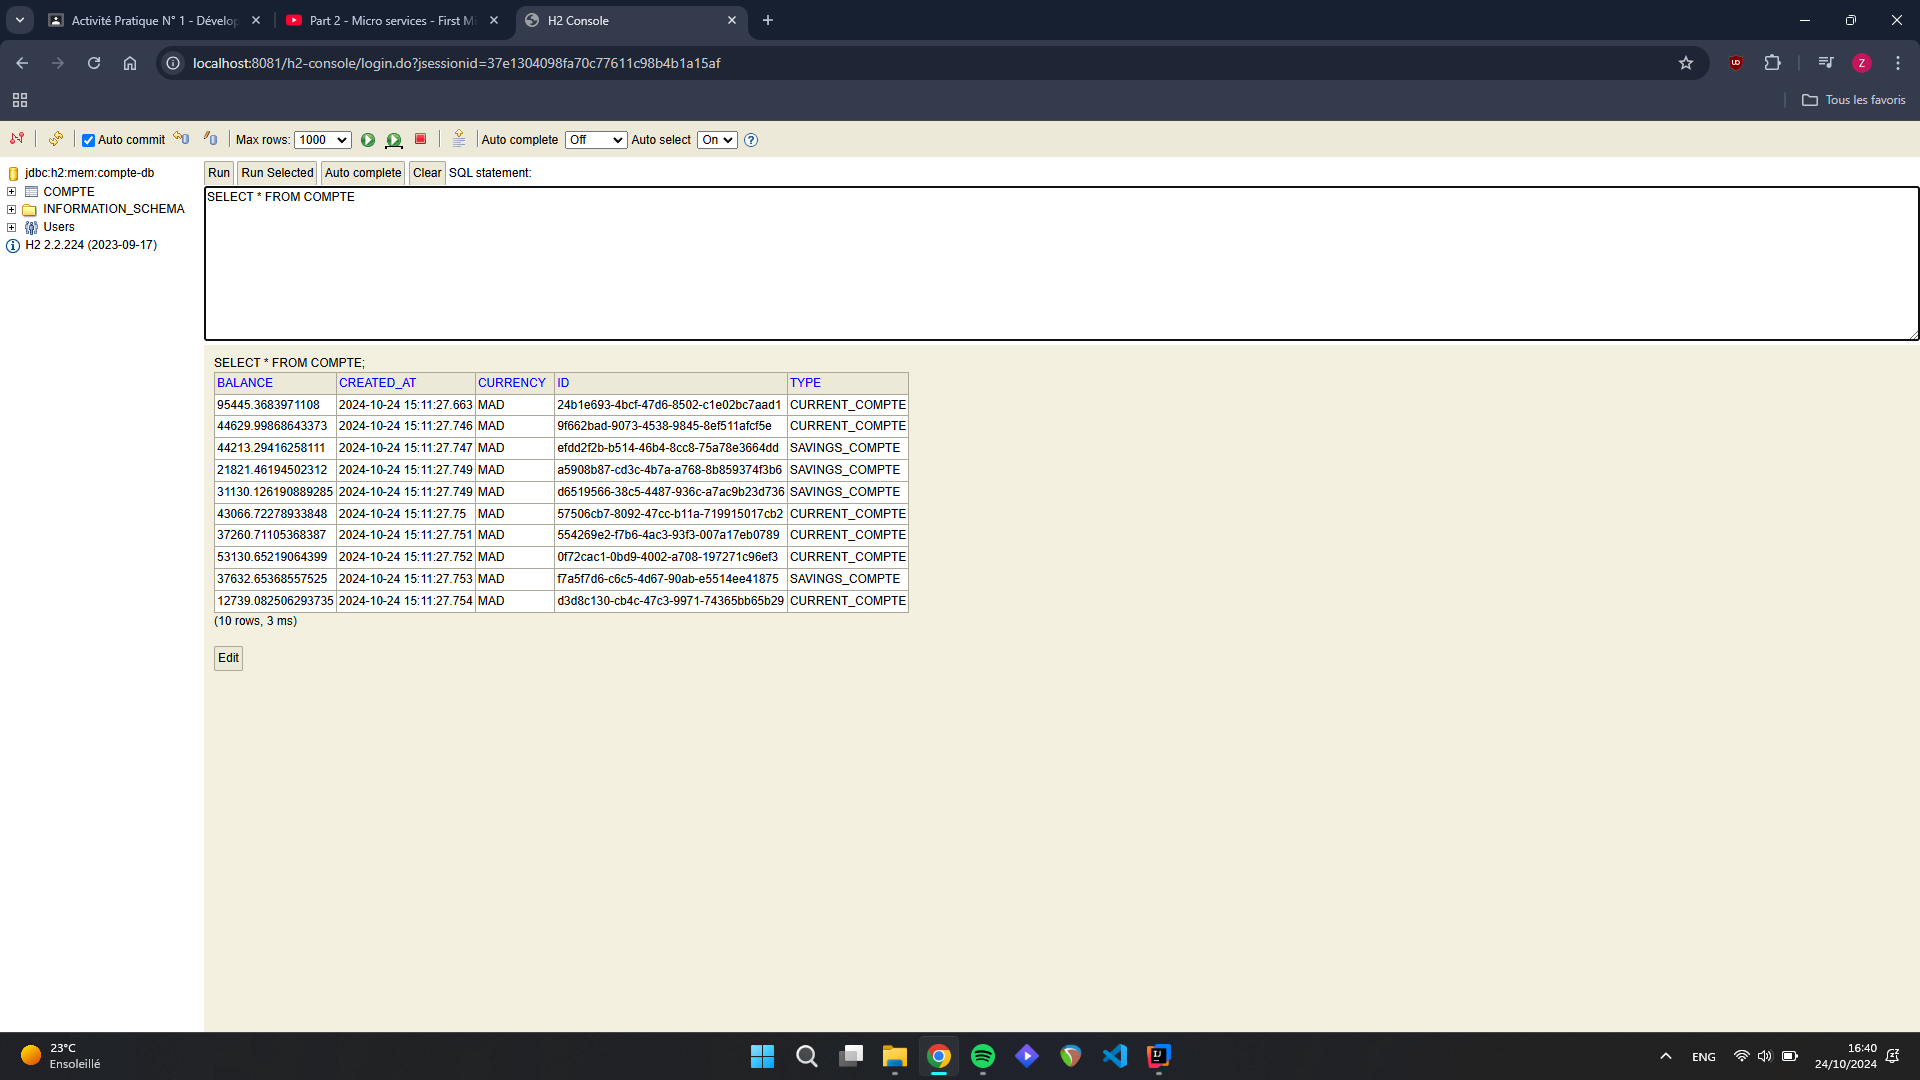 Activité Pratique N° 1 - Dévelop
Part 2 - Micro services - First Mi
H2 Console
localhost:8081/h2-console/login.do?jsessionid=37e1304098fa70c77611c98b4b1a15af
Z
Tous les favoris
Auto commit Max rows: 1000 Auto complete Off Auto select On
jdbc:h2:mem:compte-db
COMPTE
INFORMATION_SCHEMA
Users
H2 2.2.224 (2023-09-17)
Run Run Selected Auto complete Clear SQL statement:
SELECT * FROM COMPTE
SELECT * FROM COMPTE;
BALANCE CREATED_AT CURRENCY ID TYPE
95445.3683971108 2024-10-24 15:11:27.663 MAD 24b1e693-4bcf-47d6-8502-c1e02bc7aad1 CURRENT_COMPTE
44629.99868643373 2024-10-24 15:11:27.746 MAD 9f662bad-9073-4538-9845-8ef511afcf5e CURRENT_COMPTE
44213.29416258111 2024-10-24 15:11:27.747 MAD efdd2f2b-b514-46b4-8cc8-75a78e3664dd SAVINGS_COMPTE
21821.46194502312 2024-10-24 15:11:27.749 MAD a5908b87-cd3c-4b7a-a768-8b859374f3b6 SAVINGS_COMPTE
31130.126190889285 2024-10-24 15:11:27.749 MAD d6519566-38c5-4487-936c-a7ac9b23d736 SAVINGS_COMPTE
43066.72278933848 2024-10-24 15:11:27.75 MAD 57506cb7-8092-47cc-b11a-719915017cb2 CURRENT_COMPTE
37260.71105368387 2024-10-24 15:11:27.751 MAD 554269e2-f7b6-4ac3-93f3-007a17eb0789 CURRENT_COMPTE
53130.65219064399 2024-10-24 15:11:27.752 MAD 0f72cac1-0bd9-4002-a708-197271c96ef3 CURRENT_COMPTE
37632.65368557525 2024-10-24 15:11:27.753 MAD f7a5f7d6-c6c5-4d67-90ab-e5514ee41875 SAVINGS_COMPTE
12739.082506293735 2024-10-24 15:11:27.754 MAD d3d8c130-cb4c-47c3-9971-74365bb65b29 CURRENT_COMPTE
(10 rows, 3 ms)
Edit
23°C
Ensoleillé
ENG
16:40
24/10/2024